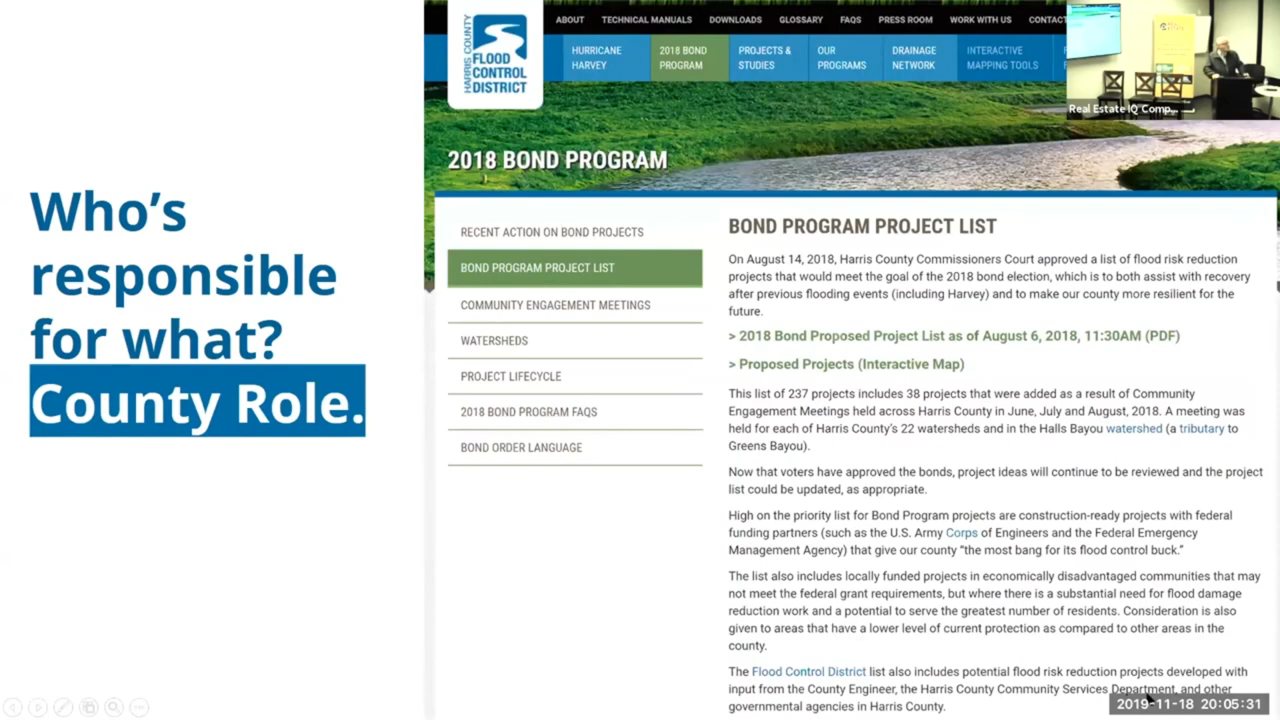 Who's
responsible
for what?
County Role.
HARRIS COUNTY
FLOOD
CONTROL
DISTRICT
ABOUT TECHNICAL MANUALS DOWNLOADS GLOSSARY FAQS PRESS ROOM WORK WITH US CONTACT
HURRICANE
HARVEY
2018 BOND
PROGRAM
PROJECTS &
STUDIES
OUR
PROGRAMS
DRAINAGE
NETWORK
INTERACTIVE
MAPPING TOOLS
Real Estate IQ Comp...
2018 BOND PROGRAM
RECENT ACTION ON BOND PROJECTS
BOND PROGRAM PROJECT LIST
COMMUNITY ENGAGEMENT MEETINGS
WATERSHEDS
PROJECT LIFECYCLE
2018 BOND PROGRAM FAQS
BOND ORDER LANGUAGE
BOND PROGRAM PROJECT LIST
On August 14, 2018, Harris County Commissioners Court approved a list of flood risk reduction
projects that would meet the goal of the 2018 bond election, which is to both assist with recovery
after previous flooding events (including Harvey) and to make our county more resilient for the
future.
> 2018 Bond Proposed Project List as of August 6, 2018, 11:30AM (PDF)
> Proposed Projects (Interactive Map)
This list of 237 projects includes 38 projects that were added as a result of Community
Engagement Meetings held across Harris County in June, July and August, 2018. A meeting was
held for each of Harris County's 22 watersheds and in the Halls Bayou watershed (a tributary to
Greens Bayou).
Now that voters have approved the bonds, project ideas will continue to be reviewed and the project
list could be updated, as appropriate.
High on the priority list for Bond Program projects are construction-ready projects with federal
funding partners (such as the U.S. Army Corps of Engineers and the Federal Emergency
Management Agency) that give our county "the most bang for its flood control buck."
The list also includes locally funded projects in economically disadvantaged communities that may
not meet the federal grant requirements, but where there is a substantial need for flood damage
reduction work and a potential to serve the greatest number of residents. Consideration is also
given to areas that have a lower level of current protection as compared to other areas in the
county.
The Flood Control District list also includes potential flood risk reduction projects developed with
input from the County Engineer, the Harris County Community Services Department, and other
governmental agencies in Harris County.
2019-11-18 20:05:31